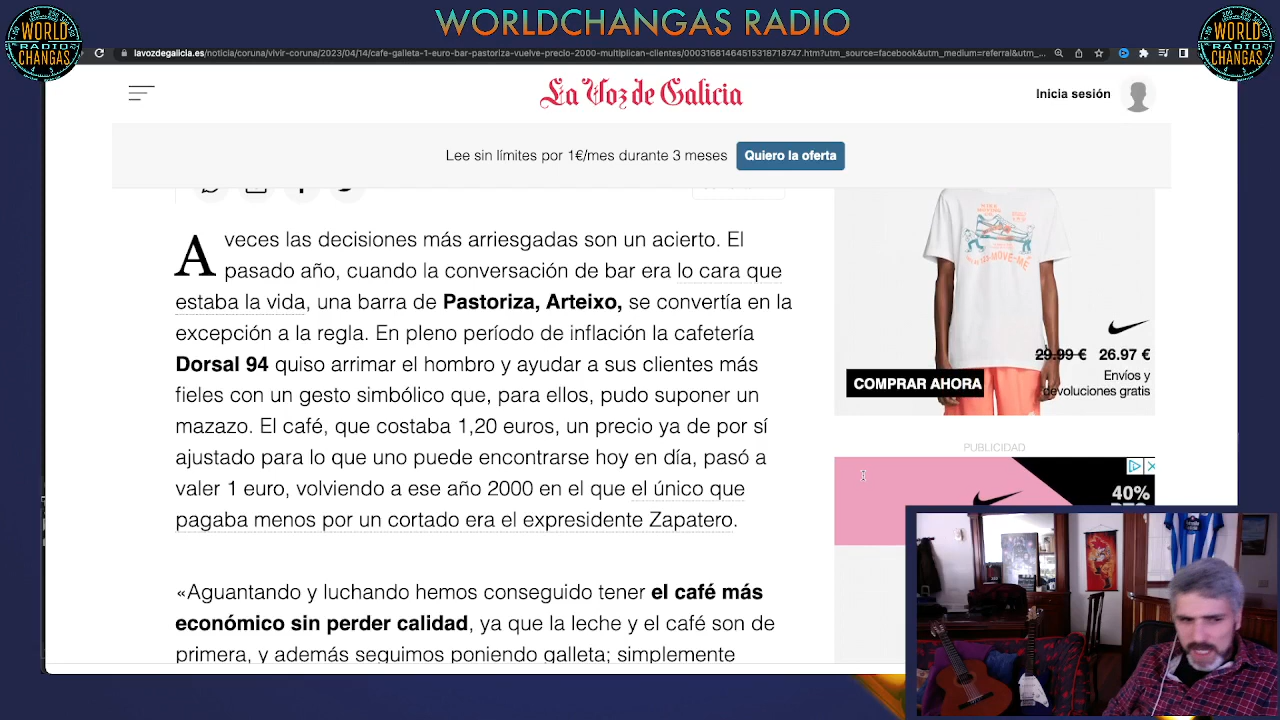 WORLDCHANGAS RADIO
WORLD
RADIO
CHANGAS
WORLD
RADIO
CHANGAS
lavozdegalicia.es/noticia/coruna/vivir-coruna/2023/04/14/cafe-galleta-1-euro-bar-pastoriza-vuelve-precio-2000-multiplican-clientes/00031681464515318718747.htm?utm_source=facebook&utm_medium=referral&utm_...
La Voz de Galicia
Inicia sesión
Lee sin límites por 1€/mes durante 3 meses
Quiero la oferta
A veces las decisiones más arriesgadas son un acierto. El
pasado año, cuando la conversación de bar era lo cara que
estaba la vida, una barra de Pastoriza, Arteixo, se convertía en la
excepción a la regla. En pleno período de inflación la cafetería
Dorsal 94 quiso arrimar el hombro y ayudar a sus clientes más
fieles con un gesto simbólico que, para ellos, pudo suponer un
mazazo. El café, que costaba 1,20 euros, un precio ya de por sí
ajustado para lo que uno puede encontrarse hoy en día, pasó a
valer 1 euro, volviendo a ese año 2000 en el que el único que
pagaba menos por un cortado era el expresidente Zapatero.
«Aguantando y luchando hemos conseguido tener el café más
económico sin perder calidad, ya que la leche y el café son de
primera, y además seguimos poniendo galleta; simplemente
29.99 € 26.97 €
COMPRAR AHORA
Envíos y
devoluciones gratis
PUBLICIDAD
40%